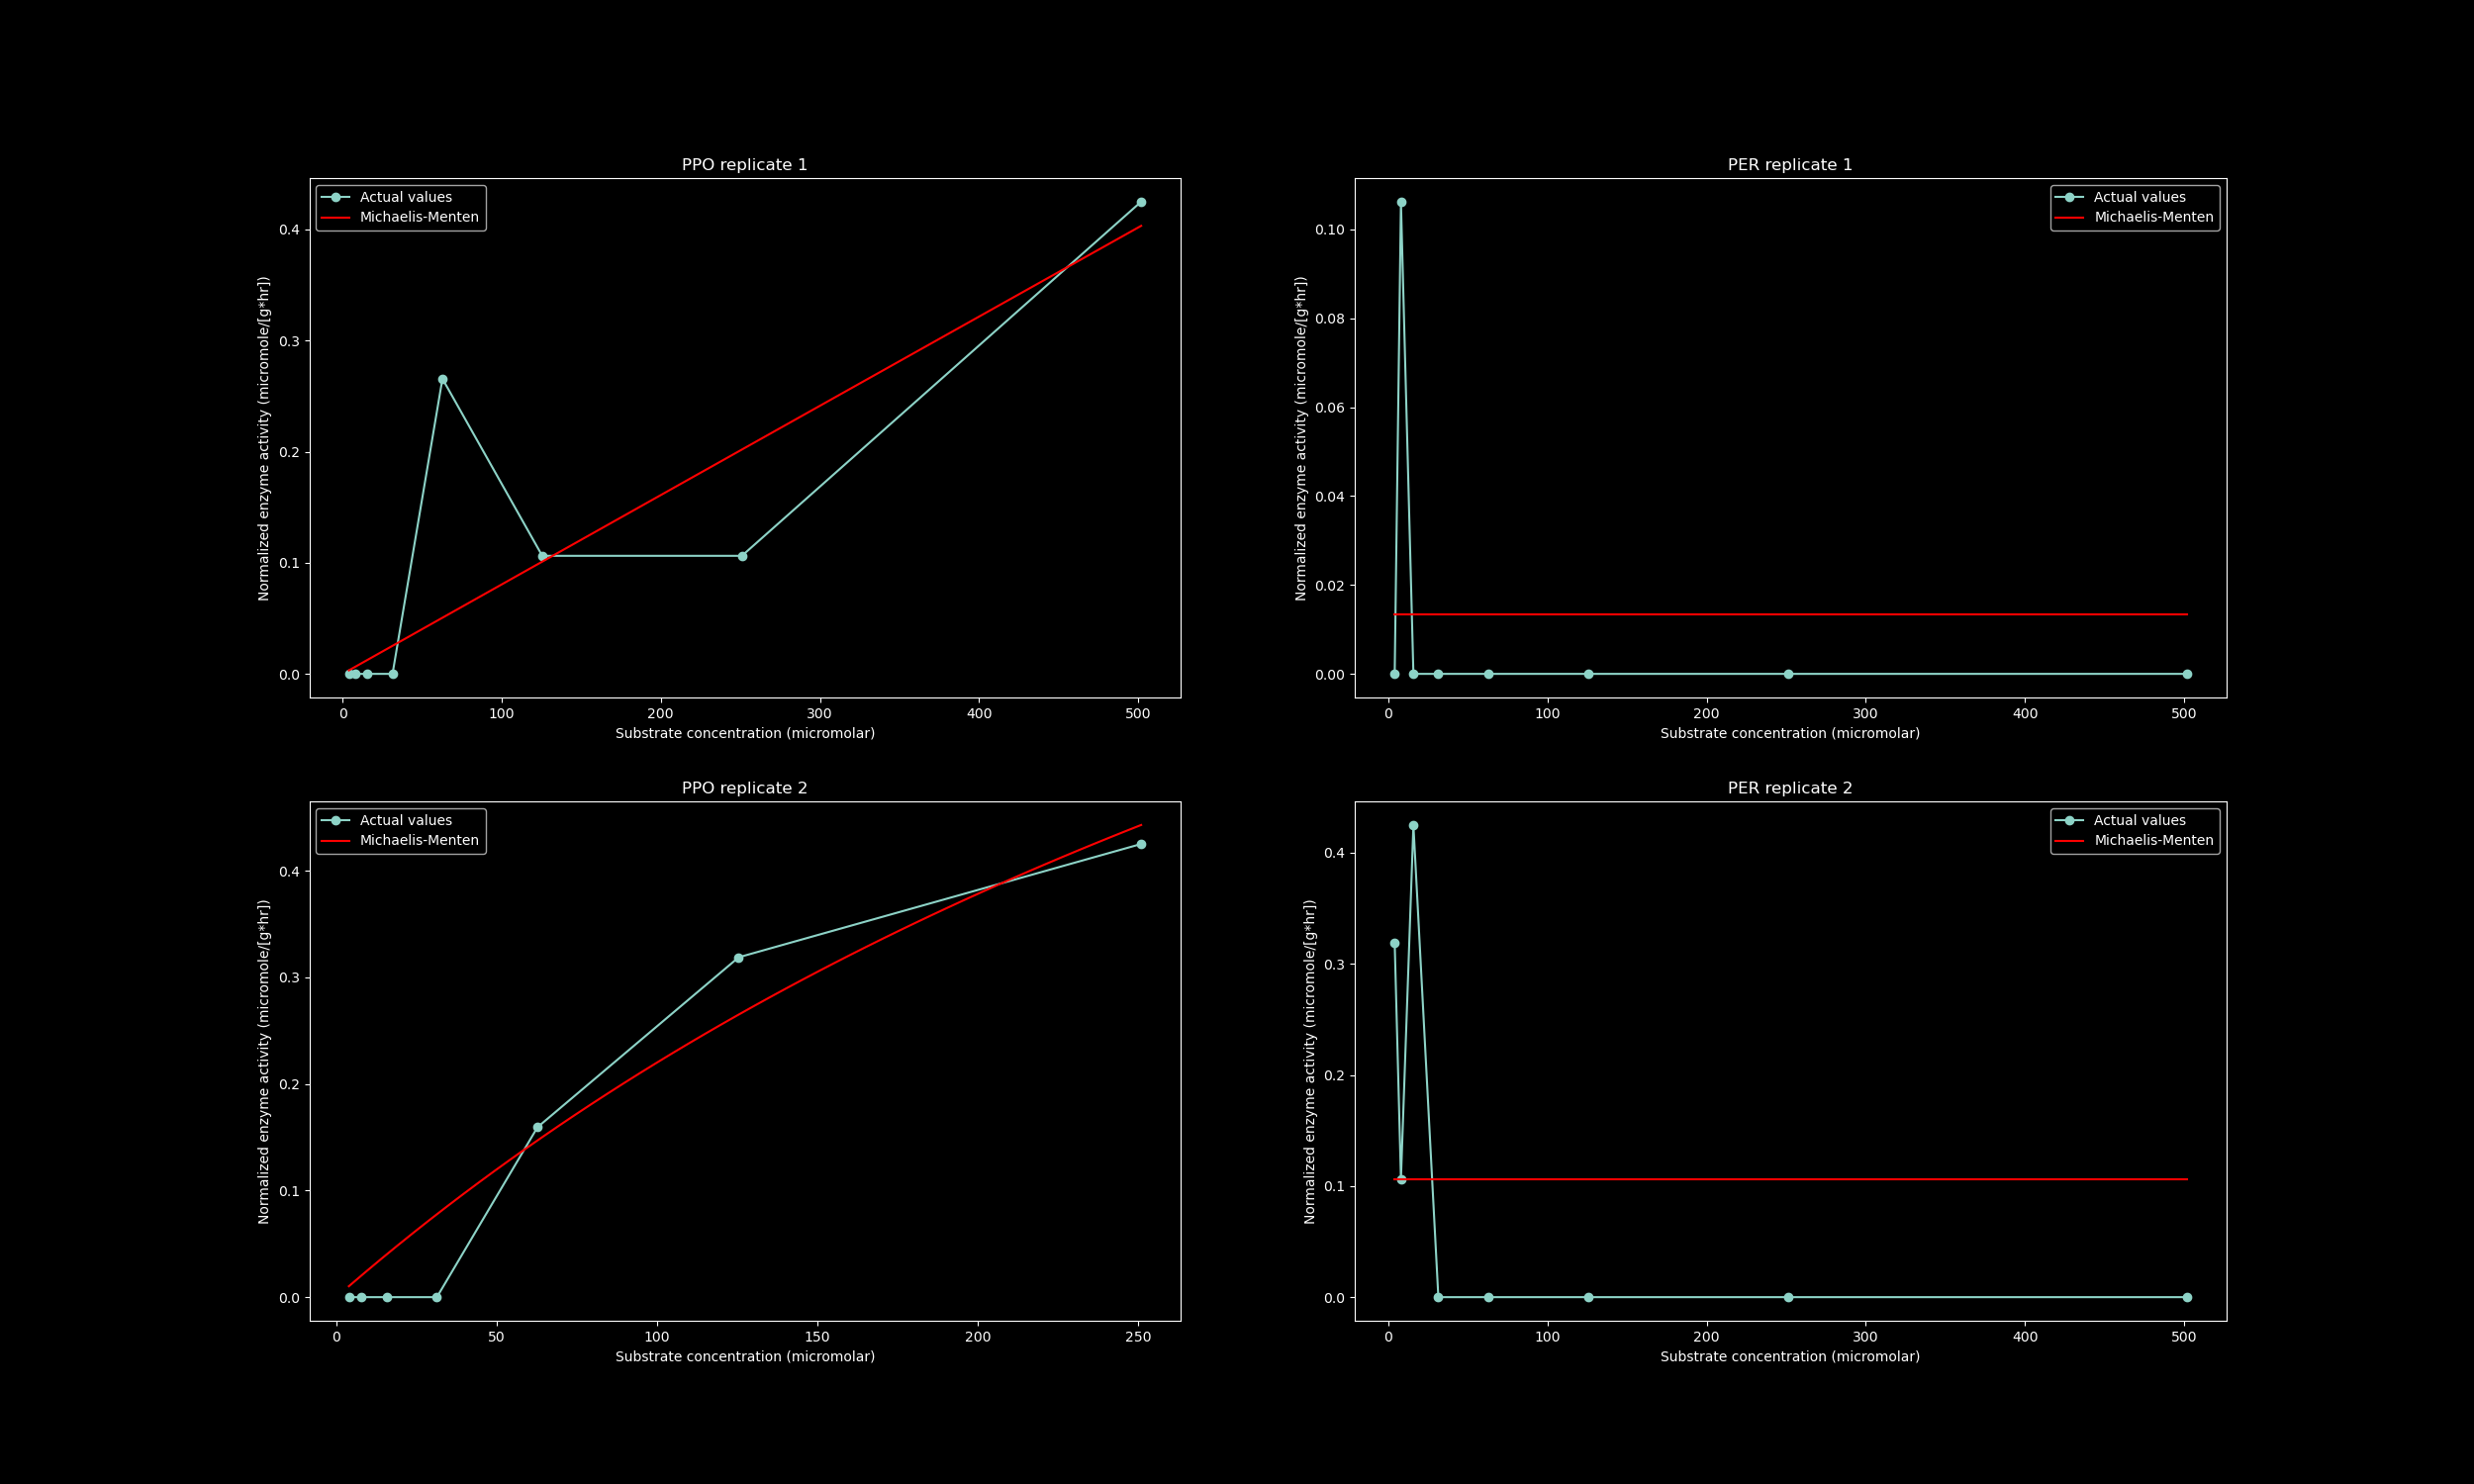 PPO replicate 1
Actual values
Michaelis-Menten
Normalized enzyme activity (micromole/[g*hr])
0.4
0.3
0.2
0.1
0.0
0 100 200 300 400 500
Substrate concentration (micromolar)
PER replicate 1
Actual values
Michaelis-Menten
Normalized enzyme activity (micromole/[g*hr])
0.10
0.08
0.06
0.04
0.02
0.00
0 100 200 300 400 500
Substrate concentration (micromolar)
PPO replicate 2
Actual values
Michaelis-Menten
Normalized enzyme activity (micromole/[g*hr])
0.4
0.3
0.2
0.1
0.0
0 50 100 150 200 250
Substrate concentration (micromolar)
PER replicate 2
Actual values
Michaelis-Menten
Normalized enzyme activity (micromole/[g*hr])
0.4
0.3
0.2
0.1
0.0
0 100 200 300 400 500
Substrate concentration (micromolar)